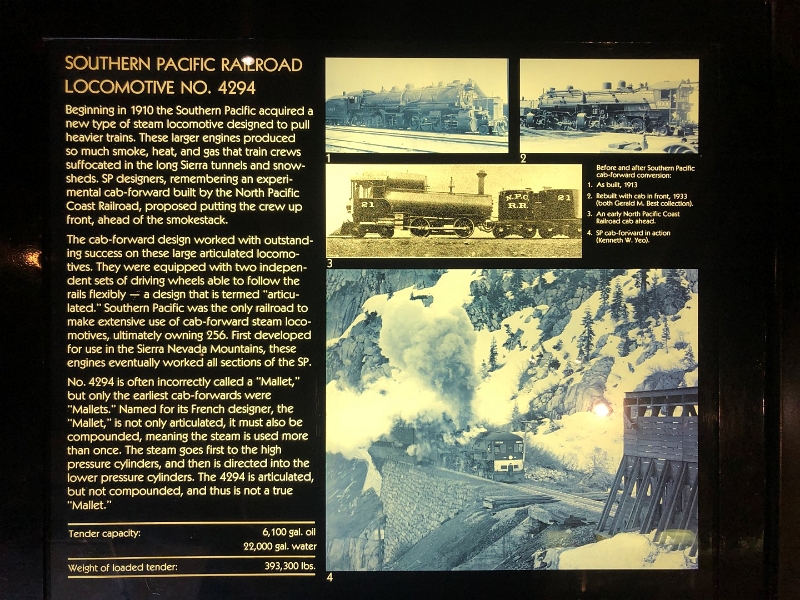 SOUTHERN PACIFIC RAILROAD
LOCOMOTIVE NO. 4294
Beginning in 1910 the Southern Pacific acquired a
new type of steam locomotive designed to pull
heavier trains. These larger engines produced
so much smoke, heat, and gas that train crews
suffocated in the long Sierra tunnels and snow-
sheds. SP designers, remembering an experi-
mental cab-forward built by the North Pacific
Coast Railroad, proposed putting the crew up
front, ahead of the smokestack.
The cab-forward design worked with outstand-
ing success on these large articulated locomo-
tives. They were equipped with two indepen-
dent sets of driving wheels able to follow the
rails flexibly — a design that is termed "articu-
lated." Southern Pacific was the only railroad to
make extensive use of cab-forward steam loco-
motives, ultimately owning 256. First developed
for use in the Sierra Nevada Mountains, these
engines eventually worked all sections of the SP.
No. 4294 is often incorrectly called a "Mallet,"
but only the earliest cab-forwards were
"Mallets." Named for its French designer, the
"Mallet," is not only articulated, it must also be
compounded, meaning the steam is used more
than once. The steam goes first to the high
pressure cylinders, and then is directed into the
lower pressure cylinders. The 4294 is articulated,
but not compounded, and thus is not a true
"Mallet."
Tender capacity: 6,100 gal. oil
22,000 gal. water
Weight of loaded tender: 393,300 lbs.
1
2
21
N.P.C.
R.R.
21
3
Before and after Southern Pacific
cab-forward conversion:
1. As built, 1913
2. Rebuilt with cab in front, 1933
(both Gerald M. Best collection).
3. An early North Pacific Coast
Railroad cab ahead.
4. SP cab-forward in action
(Kenneth W. Yeo).
4